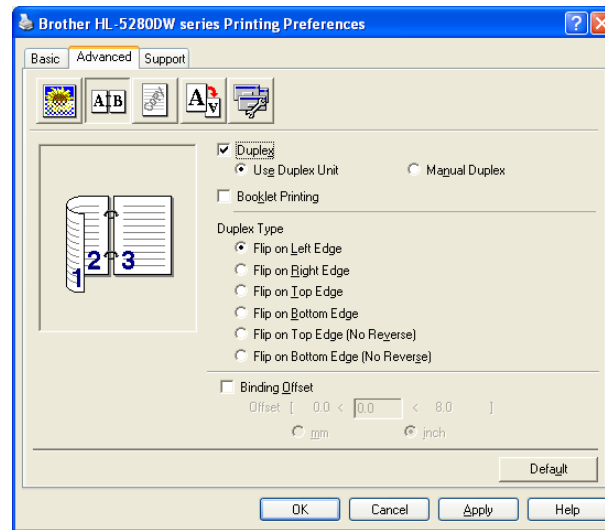 Brother HL-5280DW series Printing Preferences
Basic Advanced Support
A B copy A A
Duplex
Use Duplex Unit Manual Duplex
Booklet Printing
1 2 3
Duplex Type
Flip on Left Edge
Flip on Right Edge
Flip on Top Edge
Flip on Bottom Edge
Flip on Top Edge (No Reverse)
Flip on Bottom Edge (No Reverse)
Binding Offset
Offset [ 0.0 < 0.0 < 8.0 ]
mm inch
Default
OK Cancel Apply Help